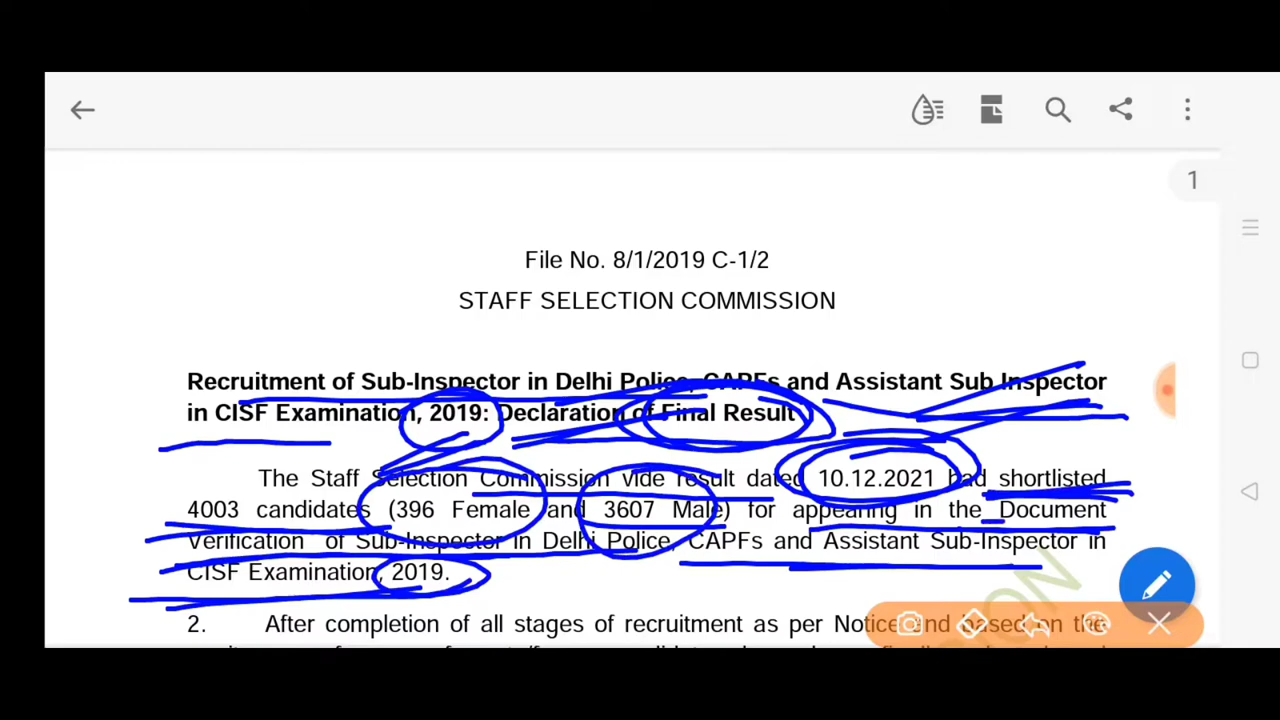 1
File No. 8/1/2019 C-1/2
STAFF SELECTION COMMISSION
Recruitment of Sub-Inspector in Delhi Police, CAPFs and Assistant Sub Inspector
in CISF Examination, 2019: Declaration of Final Result
The Staff Selection Commission vide result dated 10.12.2021 had shortlisted
4003 candidates (396 Female and 3607 Male) for appearing in the Document
Verification of Sub-Inspector in Delhi Police, CAPFs and Assistant Sub-Inspector in
CISF Examination, 2019.
2. After completion of all stages of recruitment as per Notice and based on the